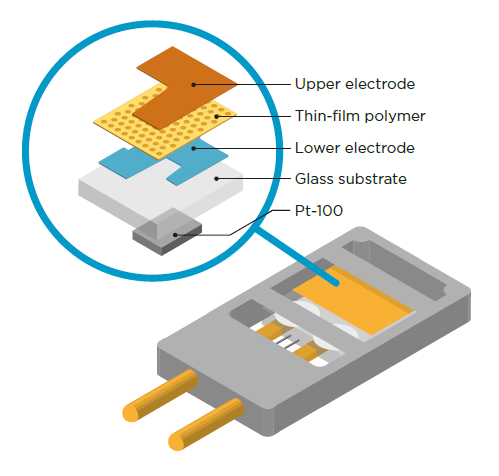 Upper electrode
Thin-film polymer
Lower electrode
Glass substrate
Pt-100